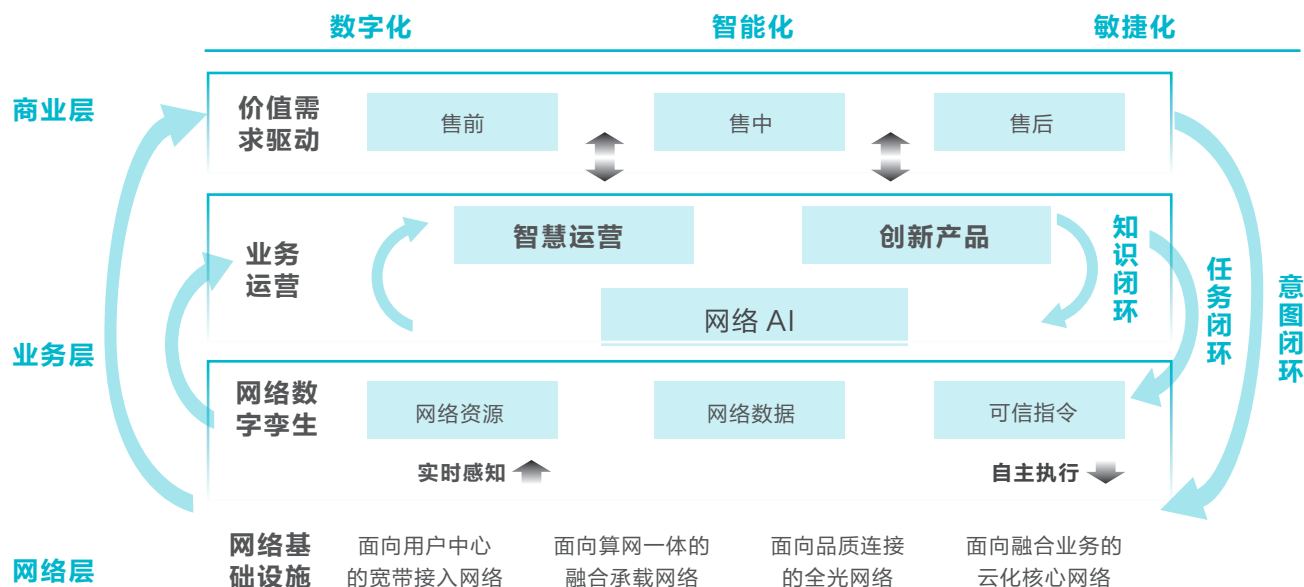 数字化
智能化
敏捷化
商业层
价值需
求驱动
售前
售中
售后
业务层
业务
运营
智慧运营
创新产品
网络 AI
知识闭环
任务闭环
意图闭环
网络数
字孪生
网络资源
网络数据
可信指令
实时感知
自主执行
网络层
网络基
础设施
面向用户中心
的宽带接入网络
面向算网一体的
融合承载网络
面向品质连接
的全光网络
面向融合业务的
云化核心网络